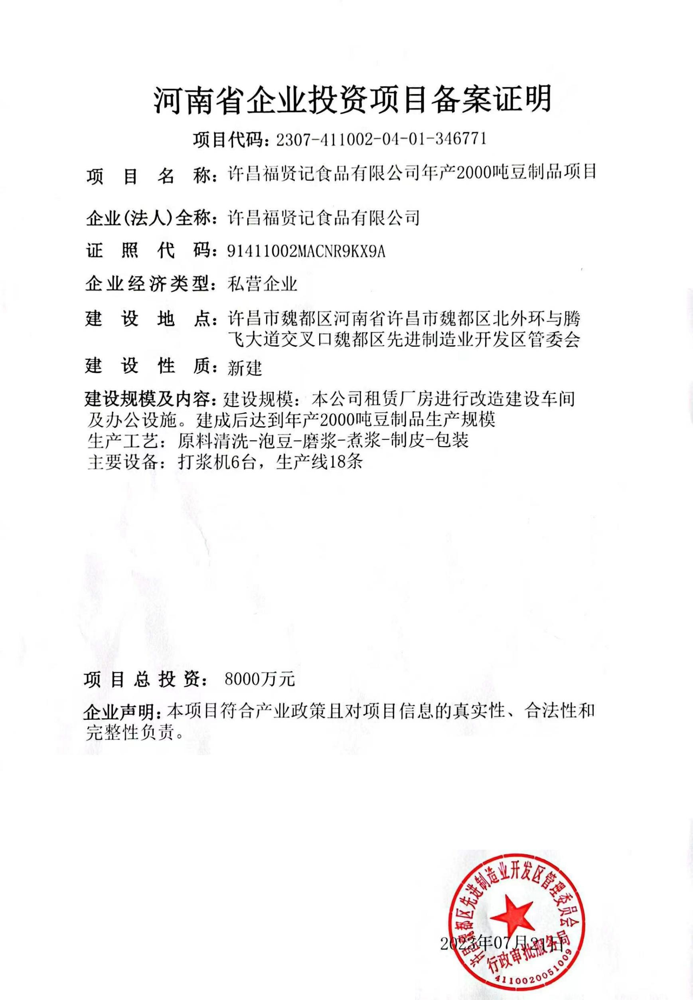 河南省企业投资项目备案证明
项目代码：2307-411002-04-01-346771
项目名称：许昌福贤记食品有限公司年产2000吨豆制品项目
企业(法人)全称：许昌福贤记食品有限公司
证照代码：91411002MACNR9KX9A
企业经济类型：私营企业
建设地点：许昌市魏都区河南省许昌市魏都区北外环与腾
飞大道交叉口魏都区先进制造业开发区管委会
建设性质：新建
建设规模及内容：建设规模：本公司租赁厂房进行改造建设车间
及办公设施。建成后达到年产2000吨豆制品生产规模
生产工艺：原料清洗-泡豆-磨浆-煮浆-制皮-包装
主要设备：打浆机6台，生产线18条
项目总投资：8000万元
企业声明：本项目符合产业政策且对项目信息的真实性、合法性和
完整性负责。
许昌魏都区先进制造业开发区管理委员会
2023年07月21日
行政审批服务局
4110020051009